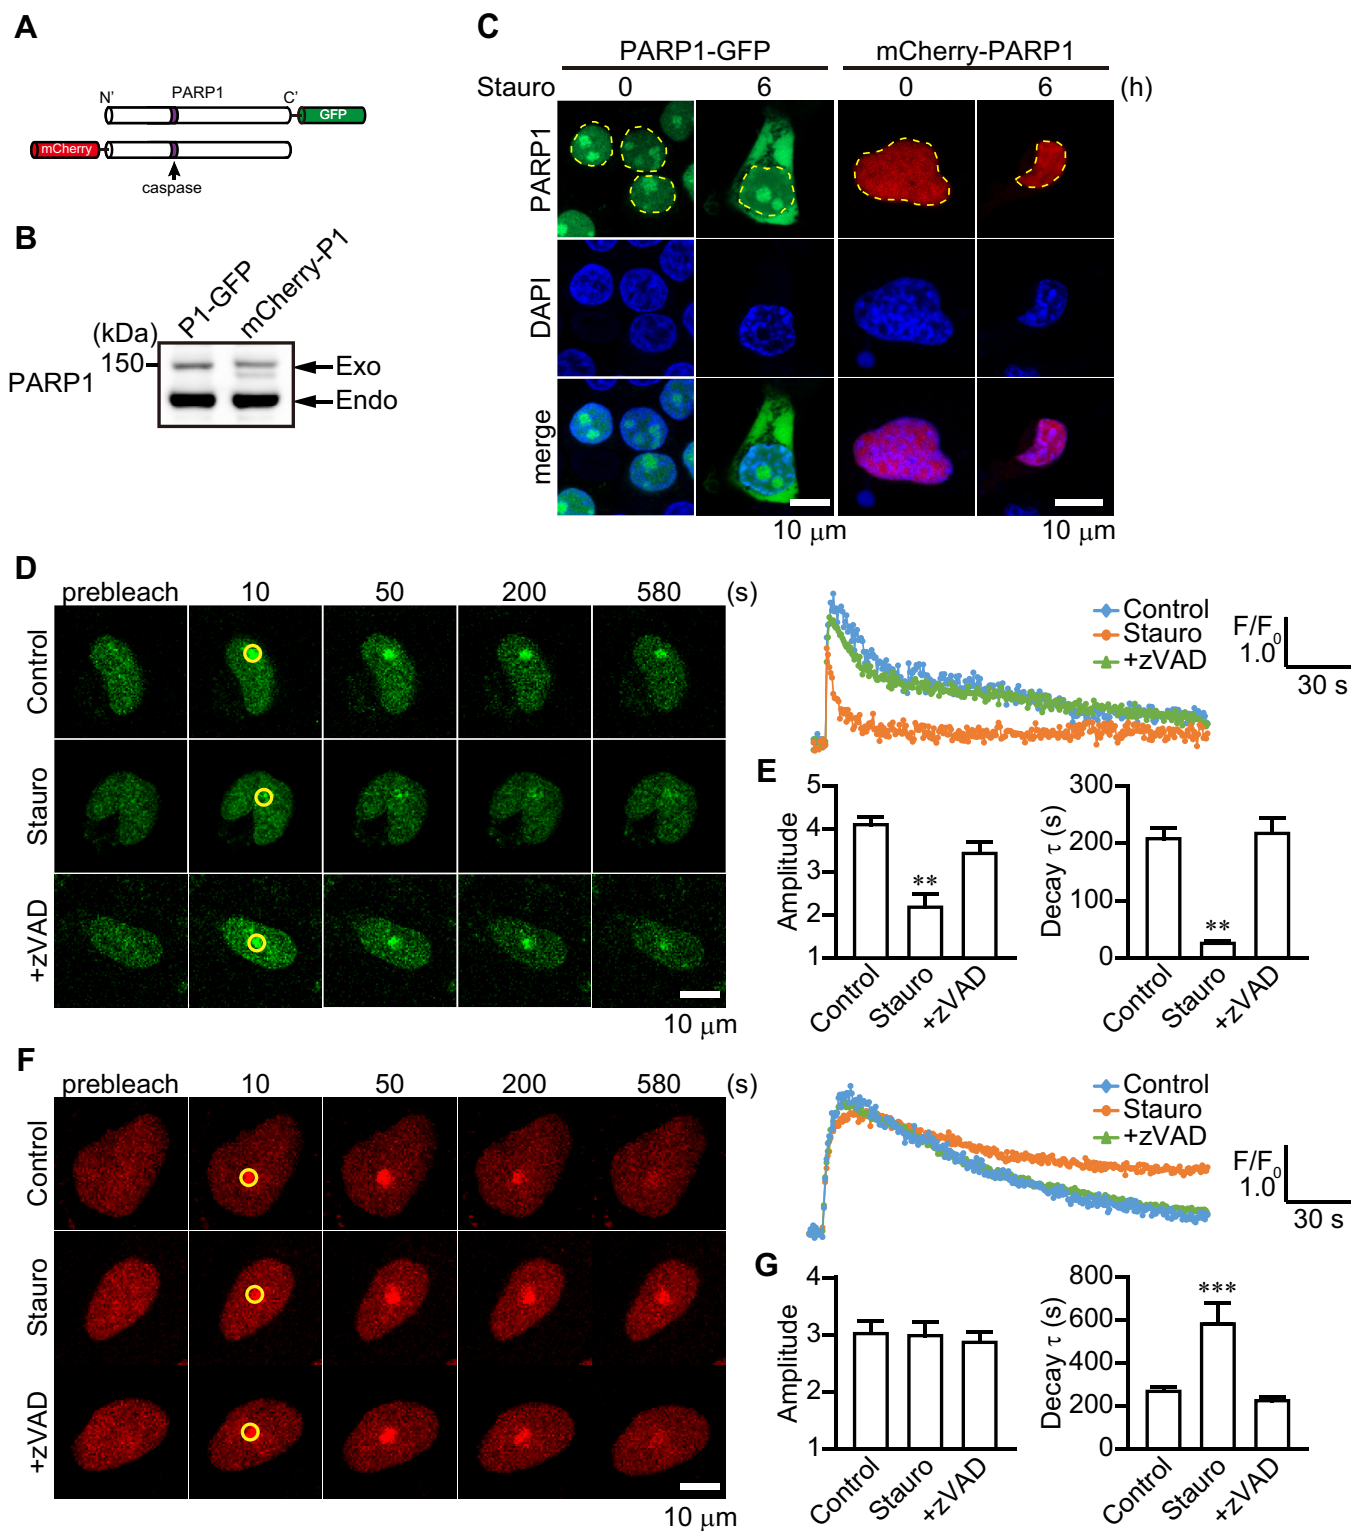 A
N'
PARP1
C'
GFP
mCherry
caspase
B
(kDa)
P1-GFP
mCherry-P1
150
PARP1
Exo
Endo
C
PARP1-GFP
mCherry-PARP1
Stauro
0
6
0
6
(h)
PARP1
DAPI
merge
10 μm
10 μm
D
prebleach
10
50
200
580
(s)
Control
Stauro
+zVAD
10 μm
Control
Stauro
+zVAD
F/F0
1.0
30 s
E
Amplitude
5
4
3
2
1
**
Control
Stauro
+zVAD
Decay τ (s)
300
200
100
0
**
Control
Stauro
+zVAD
F
prebleach
10
50
200
580
(s)
Control
Stauro
+zVAD
10 μm
Control
Stauro
+zVAD
F/F0
1.0
30 s
G
Amplitude
4
3
2
1
Control
Stauro
+zVAD
Decay τ (s)
800
600
400
200
0
***
Control
Stauro
+zVAD